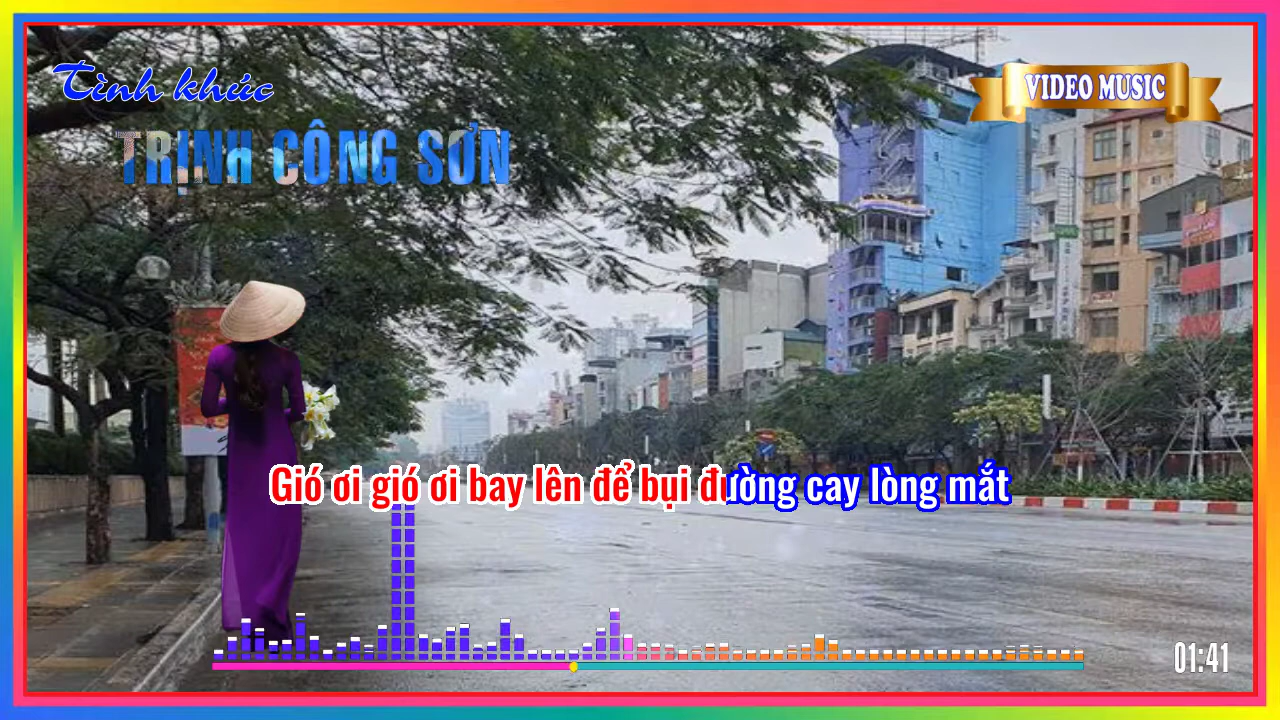 Tình khúc
TRỊNH CÔNG SƠN
VIDEO MUSIC
Gió ơi gió ơi bay lên để bụi đường cay lòng mắt
01:41